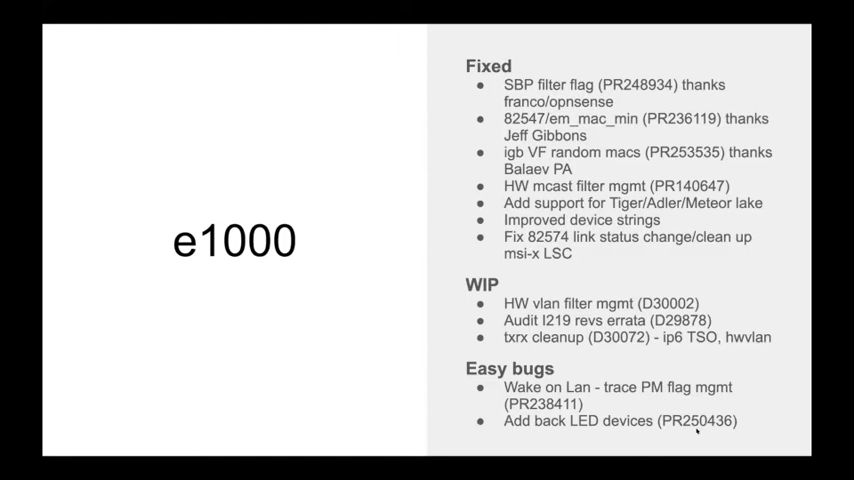 e1000
Fixed
● SBP filter flag (PR248934) thanks
franco/opnsense
● 82547/em_mac_min (PR236119) thanks
Jeff Gibbons
● igb VF random macs (PR253535) thanks
Balaev PA
● HW mcast filter mgmt (PR140647)
● Add support for Tiger/Adler/Meteor lake
● Improved device strings
● Fix 82574 link status change/clean up
msi-x LSC
WIP
● HW vlan filter mgmt (D30002)
● Audit I219 revs errata (D29878)
● txrx cleanup (D30072) - ip6 TSO, hwvlan
Easy bugs
● Wake on Lan - trace PM flag mgmt
(PR238411)
● Add back LED devices (PR250436)